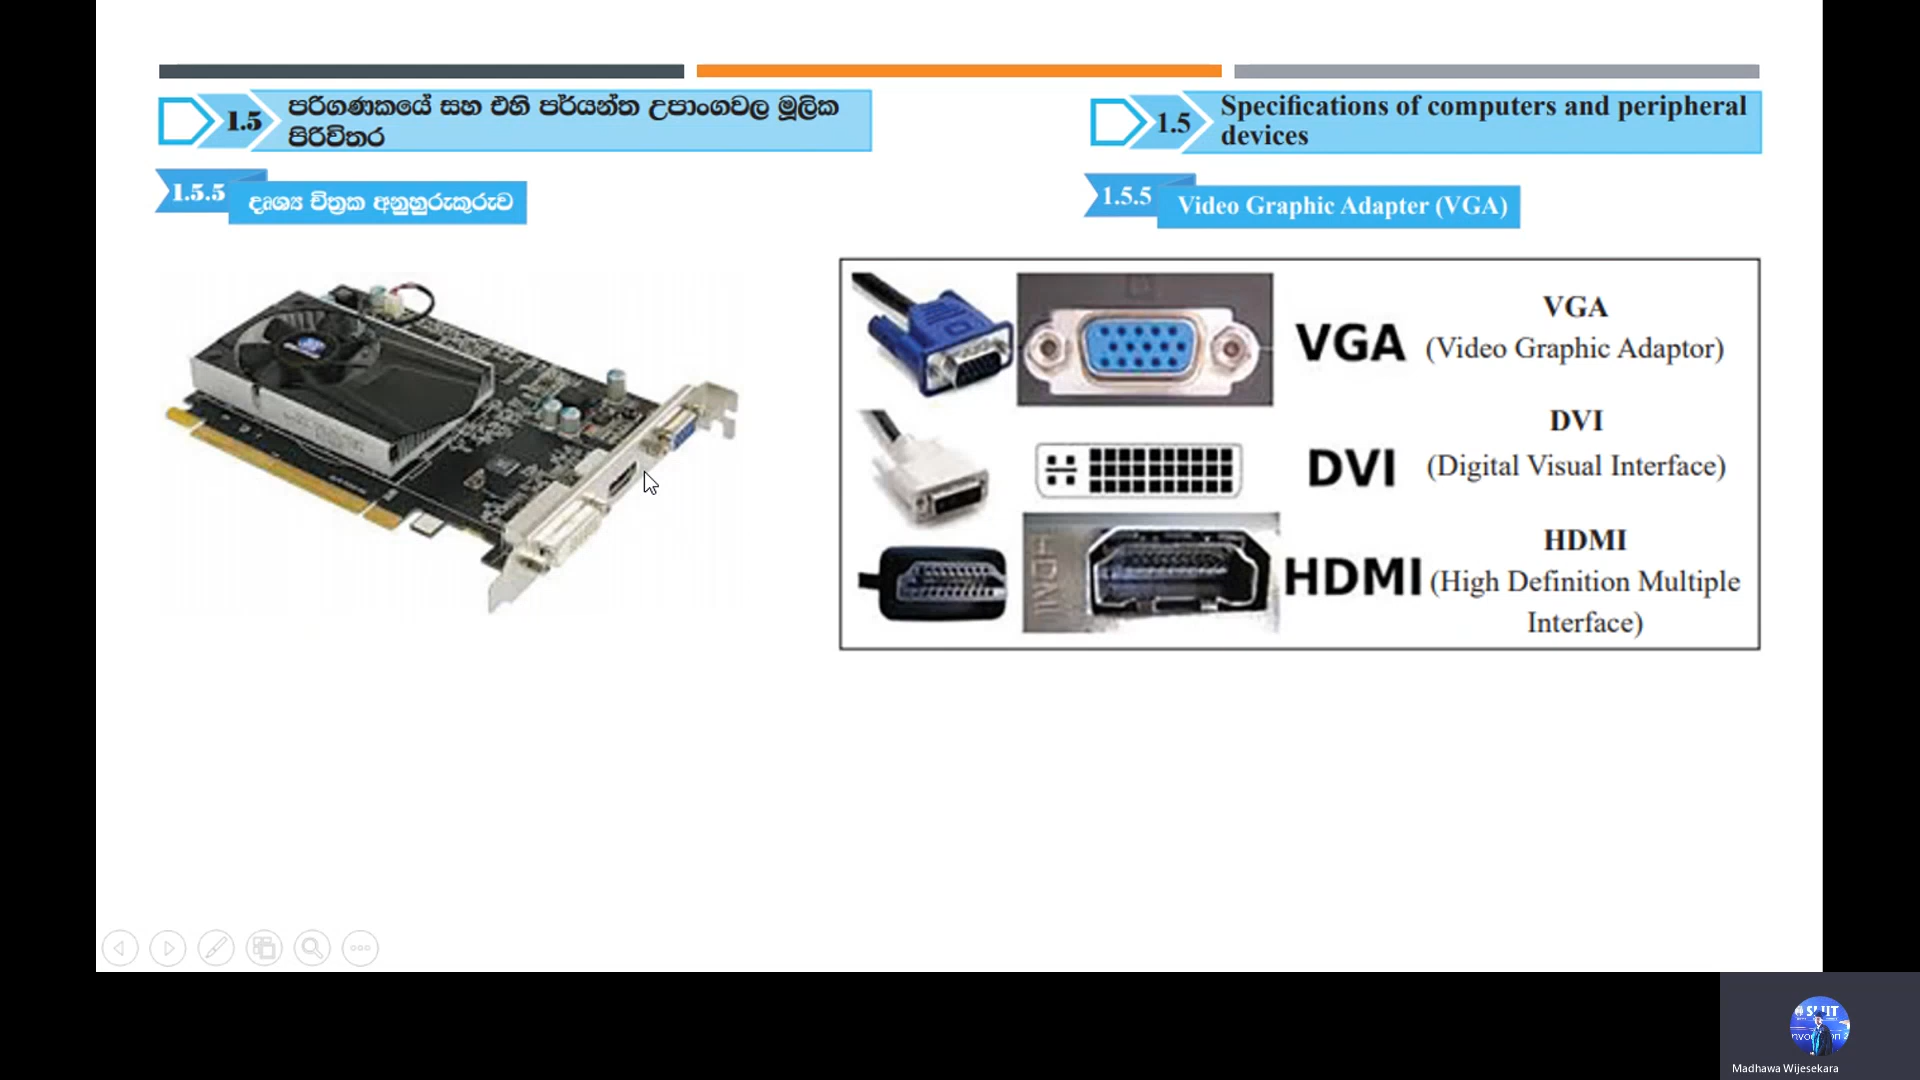 1.5
පරිගණකයේ සහ එහි පර්යන්ත උපාංගවල මූලික
පිරිවිතර
1.5.5
දෘශ්‍ය චිත්‍රක අනුහුරුකුරුව
1.5
Specifications of computers and peripheral
devices
1.5.5
Video Graphic Adapter (VGA)
VGA
VGA
(Video Graphic Adaptor)
DVI
DVI
(Digital Visual Interface)
HDMI
HDMI
HDMI
(High Definition Multiple
Interface)
Madhawa Wijesekara